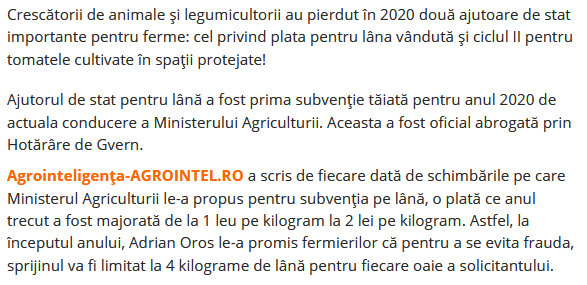 Crescătorii de animale și legumicultorii au pierdut în 2020 două ajutoare de stat
importante pentru ferme: cel privind plata pentru lâna vândută și ciclul II pentru
tomatele cultivate în spații protejate!
Ajutorul de stat pentru lână a fost prima subvenție tăiată pentru anul 2020 de
actuala conducere a Ministerului Agriculturii. Aceasta a fost oficial abrogată prin
Hotărâre de Gvern.
Agrointeligența-AGROINTEL.RO a scris de fiecare dată de schimbările pe care
Ministerul Agriculturii le-a propus pentru subvenția pe lână, o plată ce anul
trecut a fost majorată de la 1 leu pe kilogram la 2 lei pe kilogram. Astfel, la
începutul anului, Adrian Oros le-a promis fermierilor că pentru a se evita frauda,
sprijinul va fi limitat la 4 kilograme de lână pentru fiecare oaie a solicitantului.